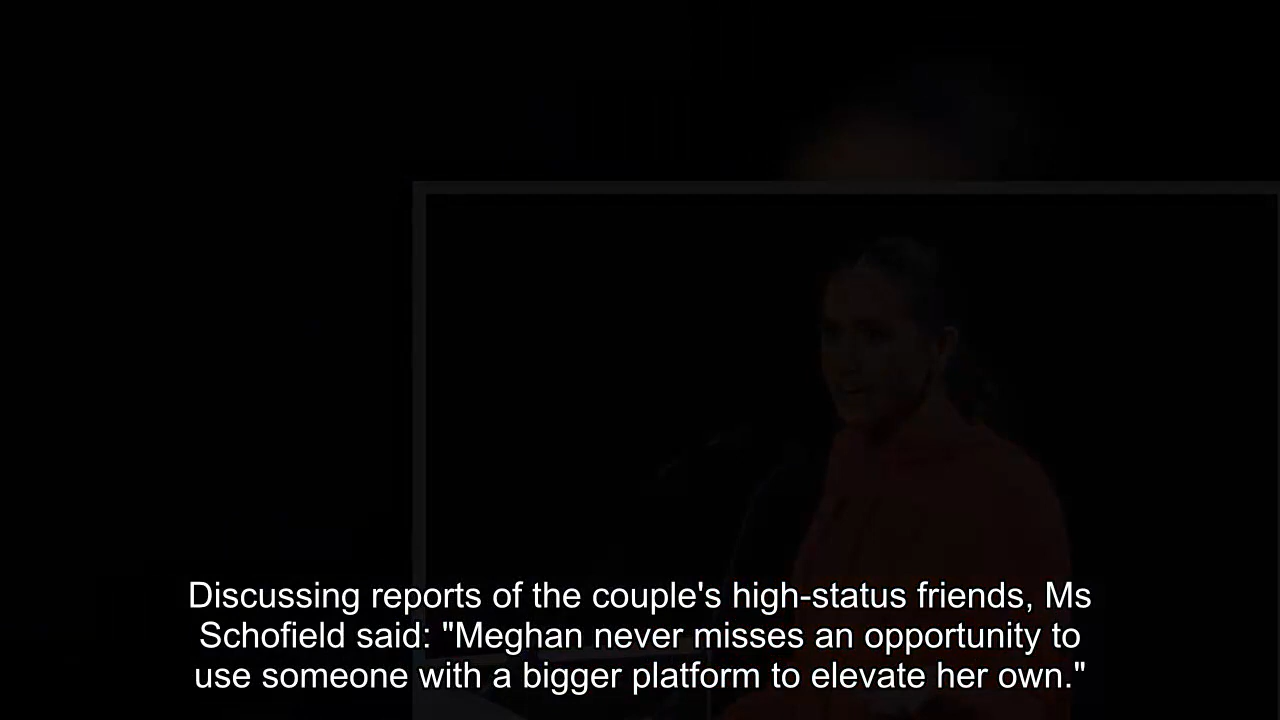 Discussing reports of the couple's high-status friends, Ms
Schofield said: "Meghan never misses an opportunity to
use someone with a bigger platform to elevate her own."